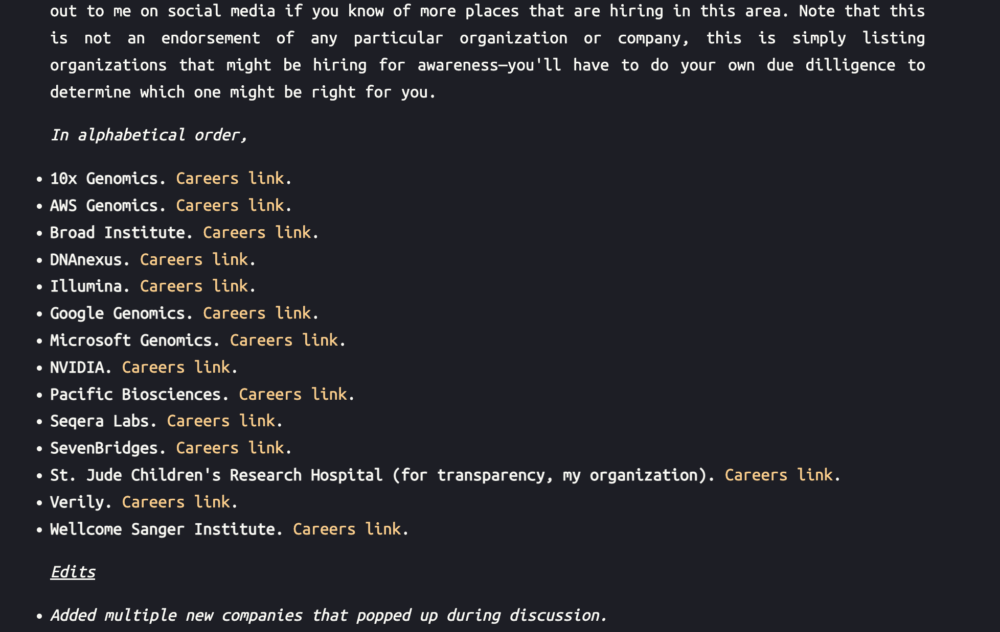 out to me on social media if you know of more places that are hiring in this area. Note that this
is not an endorsement of any particular organization or company, this is simply listing
organizations that might be hiring for awareness—you'll have to do your own due dilligence to
determine which one might be right for you.
In alphabetical order,
• 10x Genomics. Careers link.
• AWS Genomics. Careers link.
• Broad Institute. Careers link.
• DNAnexus. Careers link.
• Illumina. Careers link.
• Google Genomics. Careers link.
• Microsoft Genomics. Careers link.
• NVIDIA. Careers link.
• Pacific Biosciences. Careers link.
• Seqera Labs. Careers link.
• SevenBridges. Careers link.
• St. Jude Children's Research Hospital (for transparency, my organization). Careers link.
• Verily. Careers link.
• Wellcome Sanger Institute. Careers link.
Edits
• Added multiple new companies that popped up during discussion.